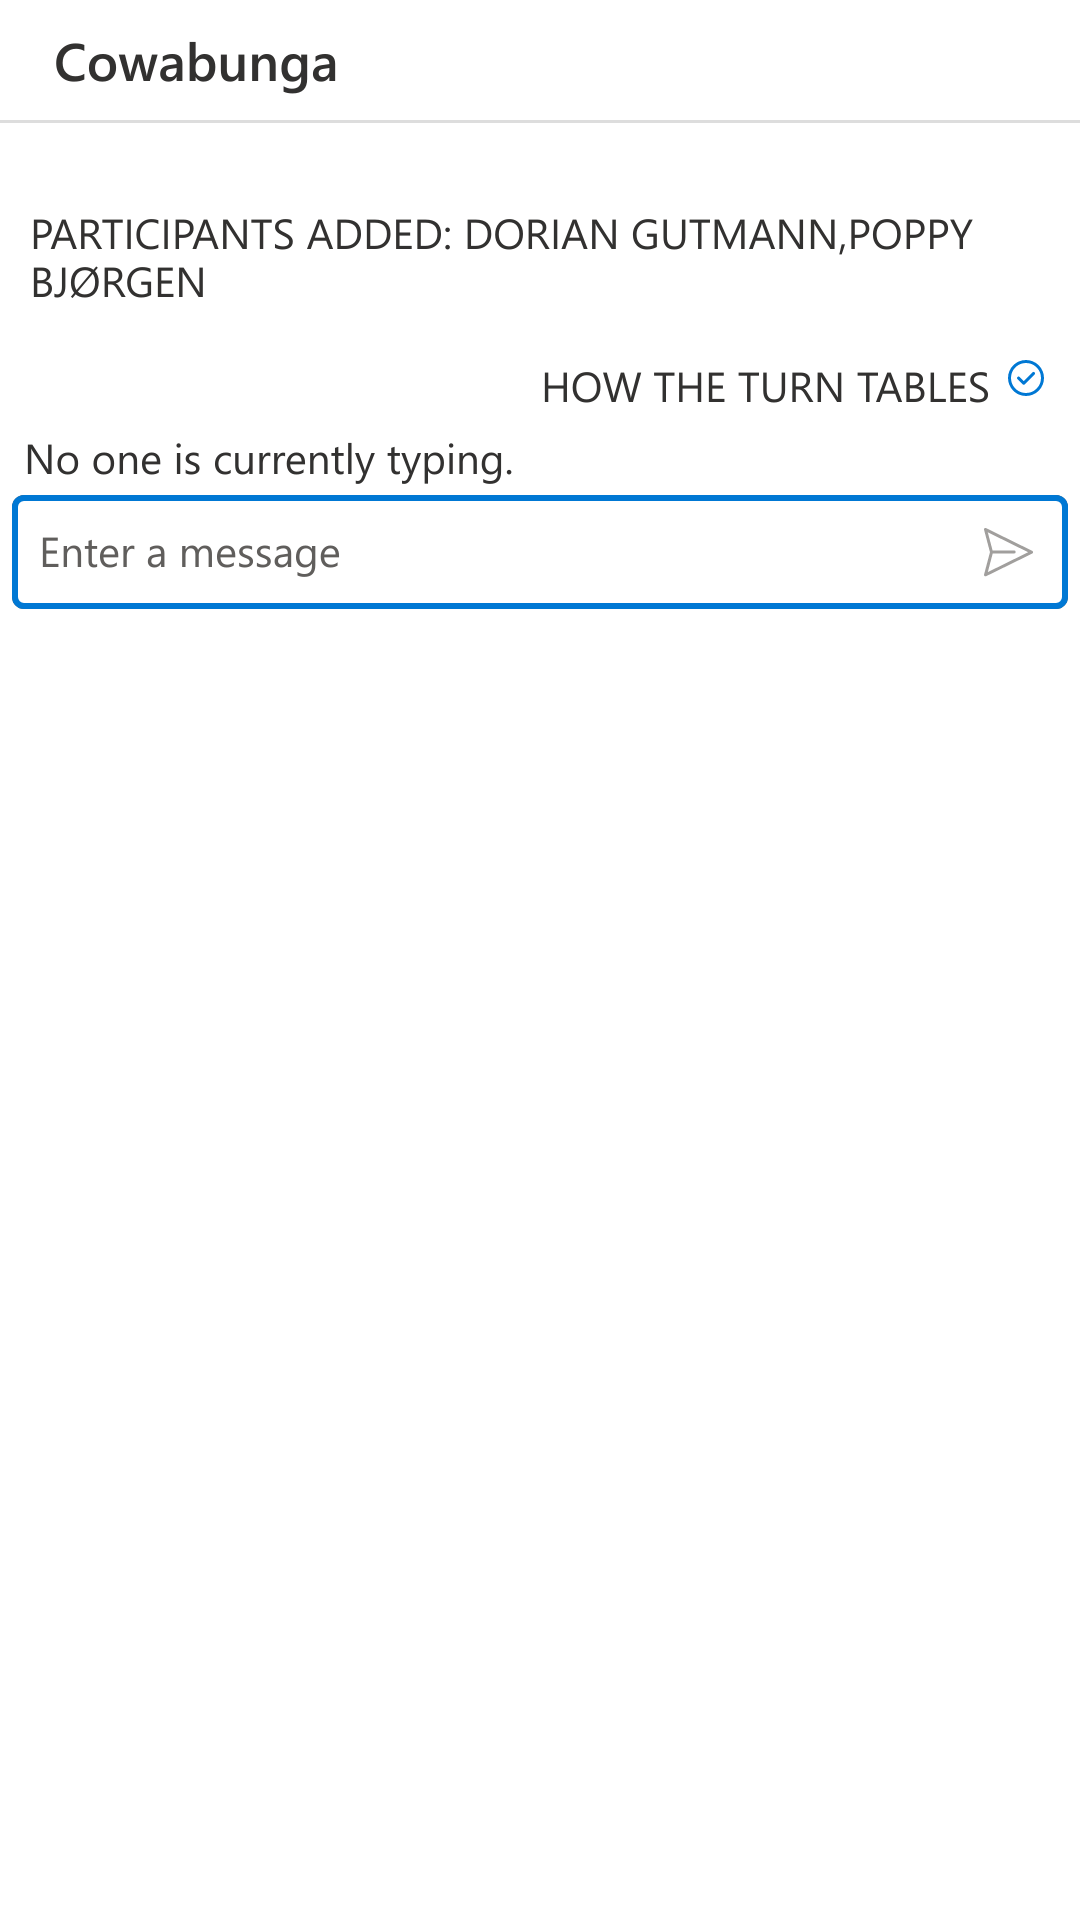 Cowabunga
PARTICIPANTS ADDED: DORIAN GUTMANN,POPPY
BJØRGEN
HOW THE TURN TABLES
No one is currently typing.
Enter a message